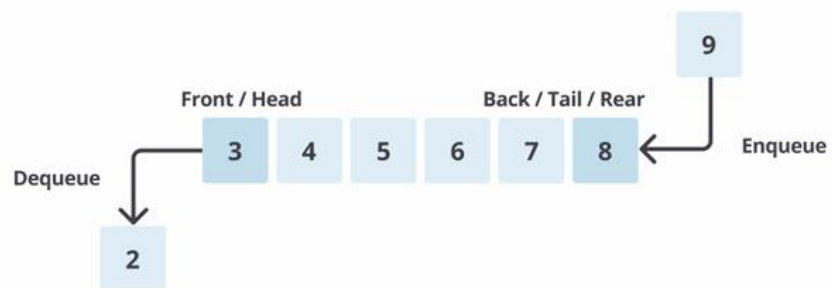 9
Front / Head Back / Tail / Rear
3 4 5 6 7 8
Enqueue
Dequeue
2